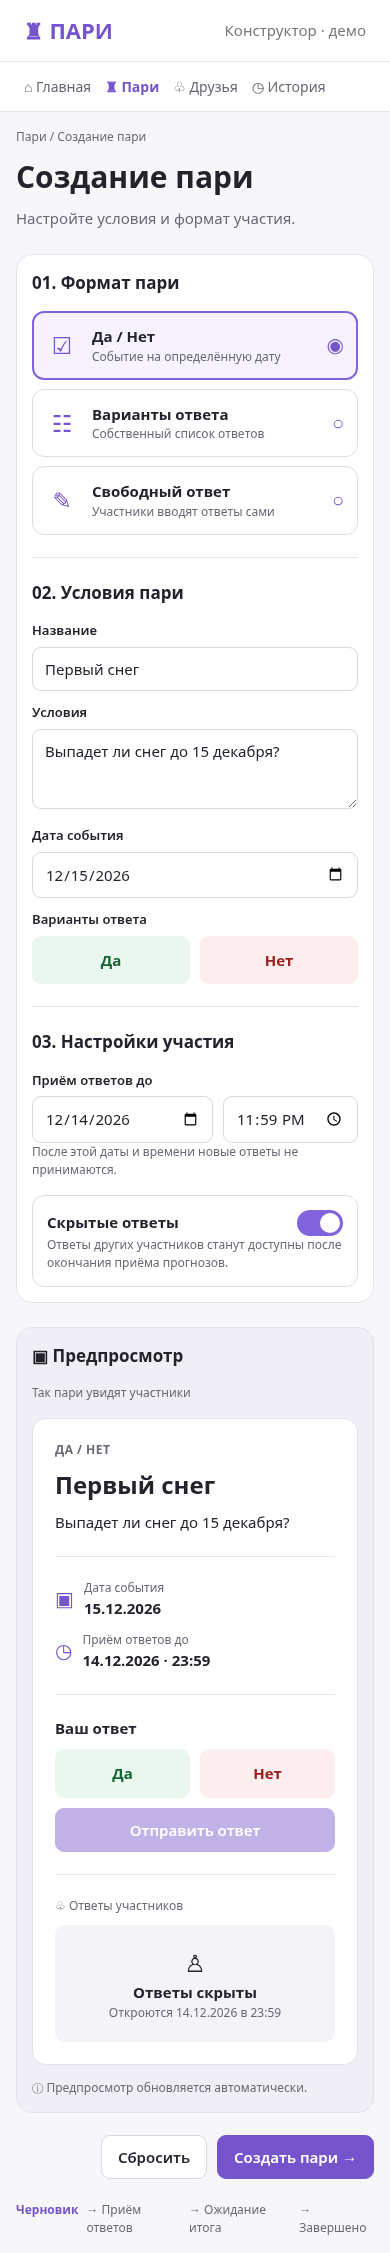 ♜ ПАРИ
Конструктор · демо
⌂ Главная ♜ Пари ♧ Друзья ◷ История
Пари / Создание пари
Создание пари
Настройте условия и формат участия.
01. Формат пари
Да / Нет
Событие на определённую дату
Варианты ответа
Собственный список ответов
Свободный ответ
Участники вводят ответы сами
02. Условия пари
Название
Первый снег
Условия
Выпадет ли снег до 15 декабря?
Дата события
12/15/2026
Варианты ответа
Да Нет
03. Настройки участия
Приём ответов до
12/14/2026 11:59 PM
После этой даты и времени новые ответы не
принимаются.
Скрытые ответы
Ответы других участников станут доступны после
окончания приёма прогнозов.
▣ Предпросмотр
Так пари увидят участники
ДА / НЕТ
Первый снег
Выпадет ли снег до 15 декабря?
Дата события
15.12.2026
Приём ответов до
14.12.2026 · 23:59
Ваш ответ
Да Нет
Отправить ответ
♧ Ответы участников
Ответы скрыты
Откроются 14.12.2026 в 23:59
ⓘ Предпросмотр обновляется автоматически.
Сбросить Создать пари →
Черновик → Приём ответов → Ожидание итога → Завершено